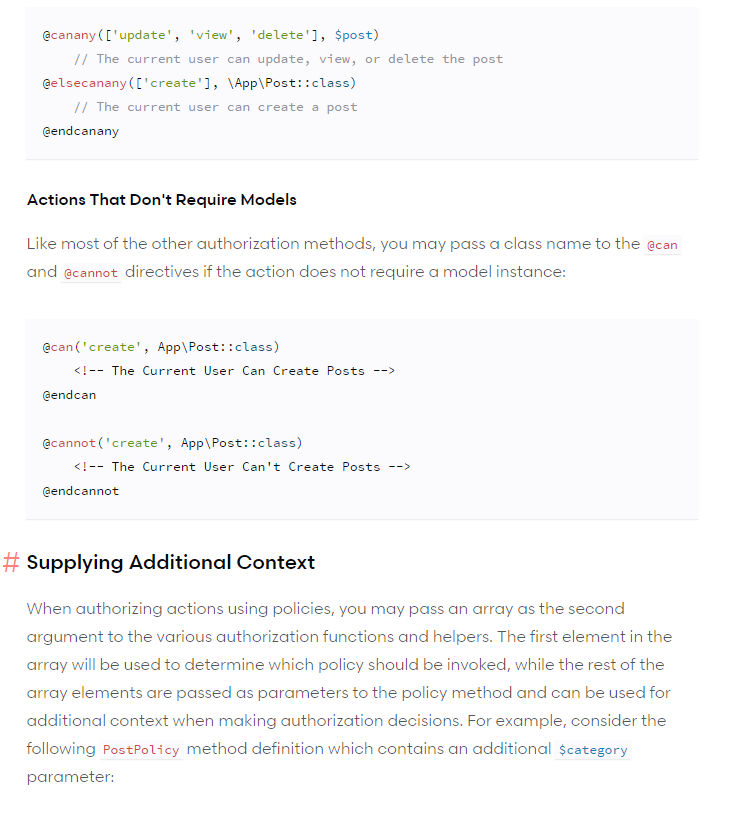 @canany(['update', 'view', 'delete'], $post)
    // The current user can update, view, or delete the post
@elsecanany(['create'], \App\Post::class)
    // The current user can create a post
@endcanany
Actions That Don't Require Models
Like most of the other authorization methods, you may pass a class name to the @can
and @cannot directives if the action does not require a model instance:
@can('create', App\Post::class)
    <!-- The Current User Can Create Posts -->
@endcan
@cannot('create', App\Post::class)
    <!-- The Current User Can't Create Posts -->
@endcannot
# Supplying Additional Context
When authorizing actions using policies, you may pass an array as the second
argument to the various authorization functions and helpers. The first element in the
array will be used to determine which policy should be invoked, while the rest of the
array elements are passed as parameters to the policy method and can be used for
additional context when making authorization decisions. For example, consider the
following PostPolicy method definition which contains an additional $category
parameter: